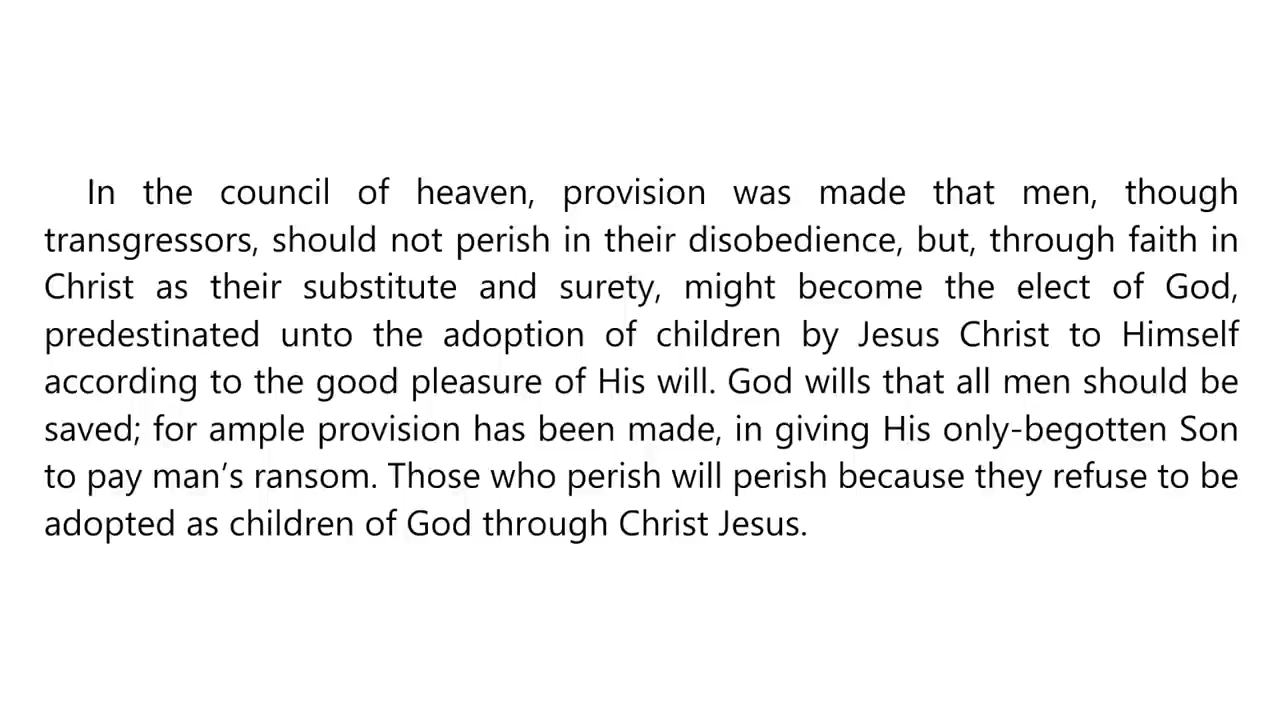 In the council of heaven, provision was made that men, though
transgressors, should not perish in their disobedience, but, through faith in
Christ as their substitute and surety, might become the elect of God,
predestinated unto the adoption of children by Jesus Christ to Himself
according to the good pleasure of His will. God wills that all men should be
saved; for ample provision has been made, in giving His only-begotten Son
to pay man’s ransom. Those who perish will perish because they refuse to be
adopted as children of God through Christ Jesus.